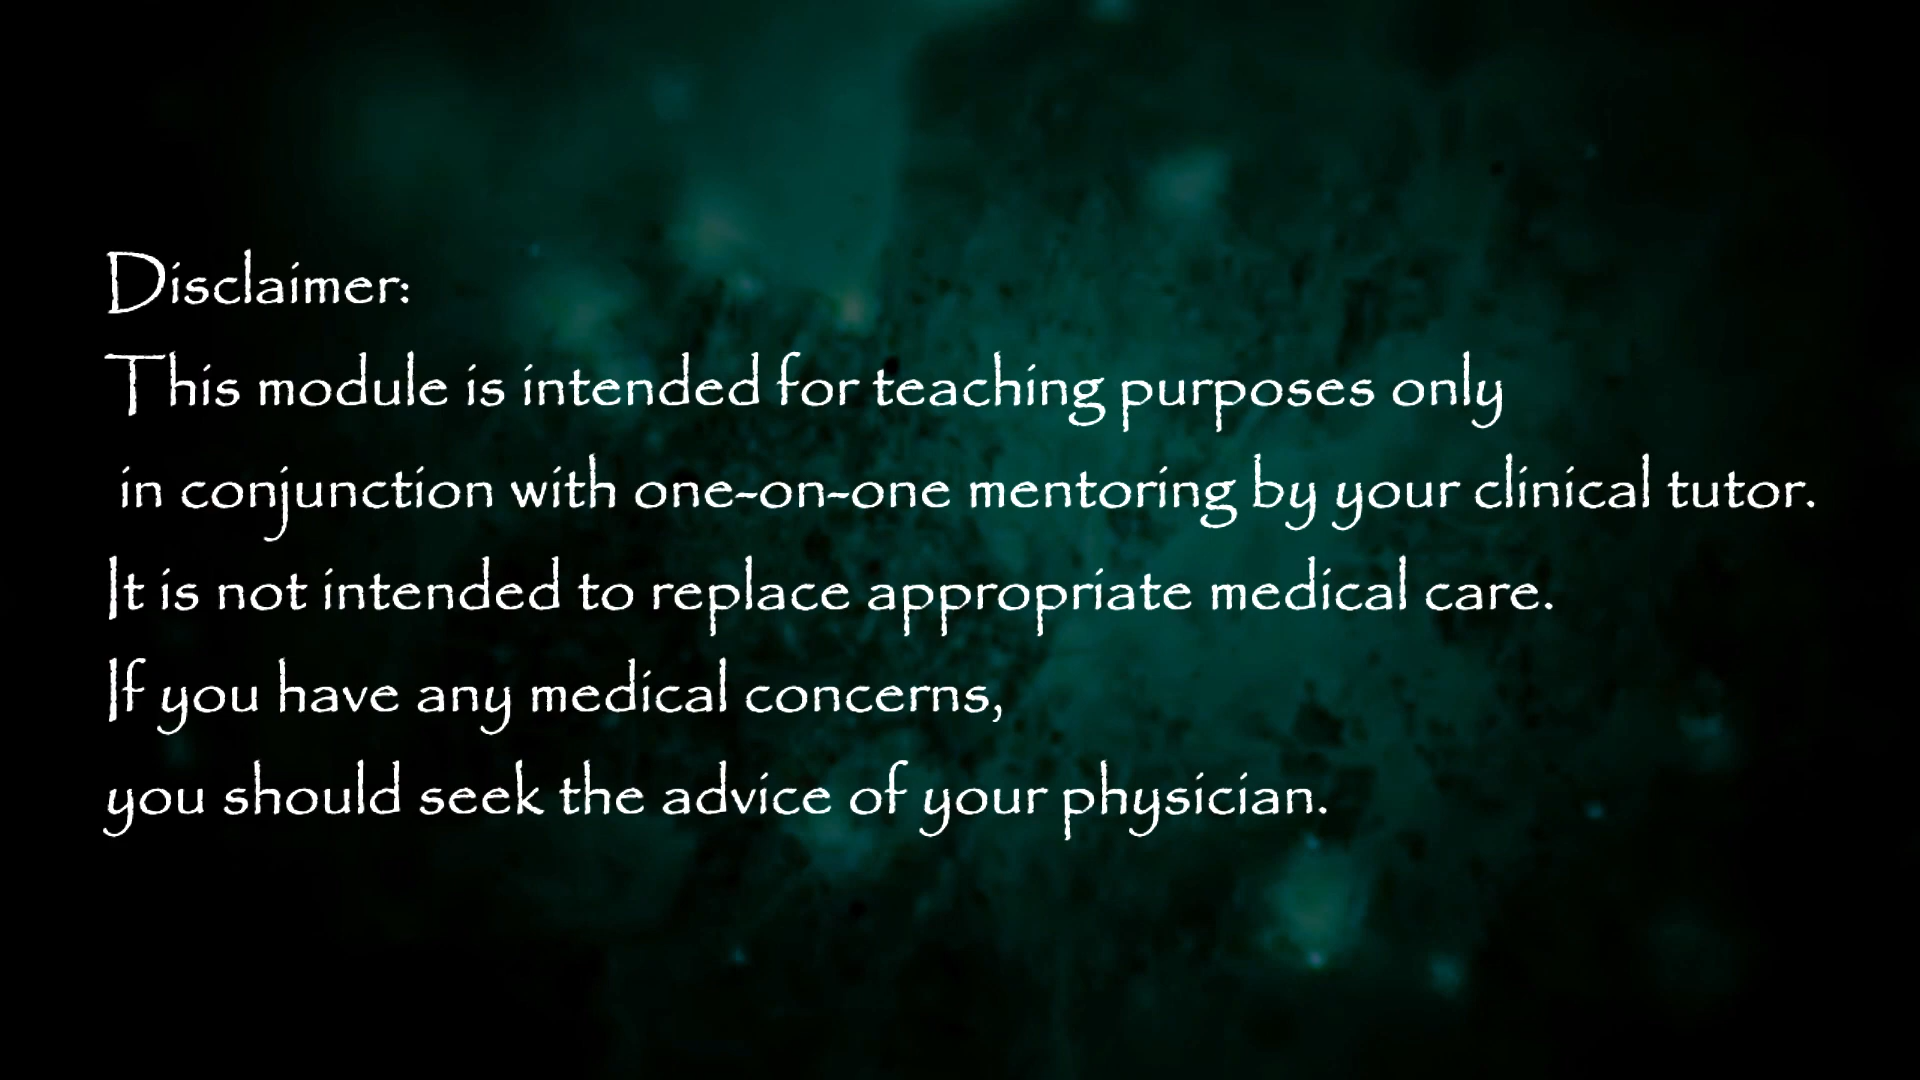 Disclaimer:
This module is intended for teaching purposes only
in conjunction with one-on-one mentoring by your clinical tutor.
It is not intended to replace appropriate medical care.
If you have any medical concerns,
you should seek the advice of your physician.